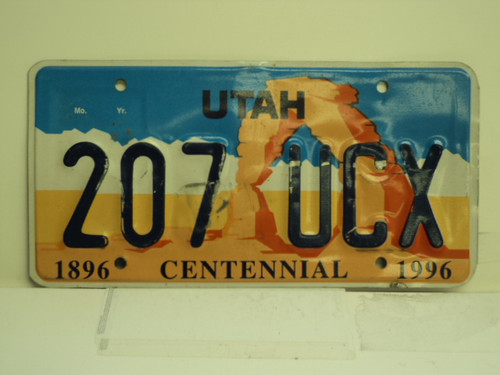 UTAH
Mo. Yr.
207 UCX
1896 CENTENNIAL 1996